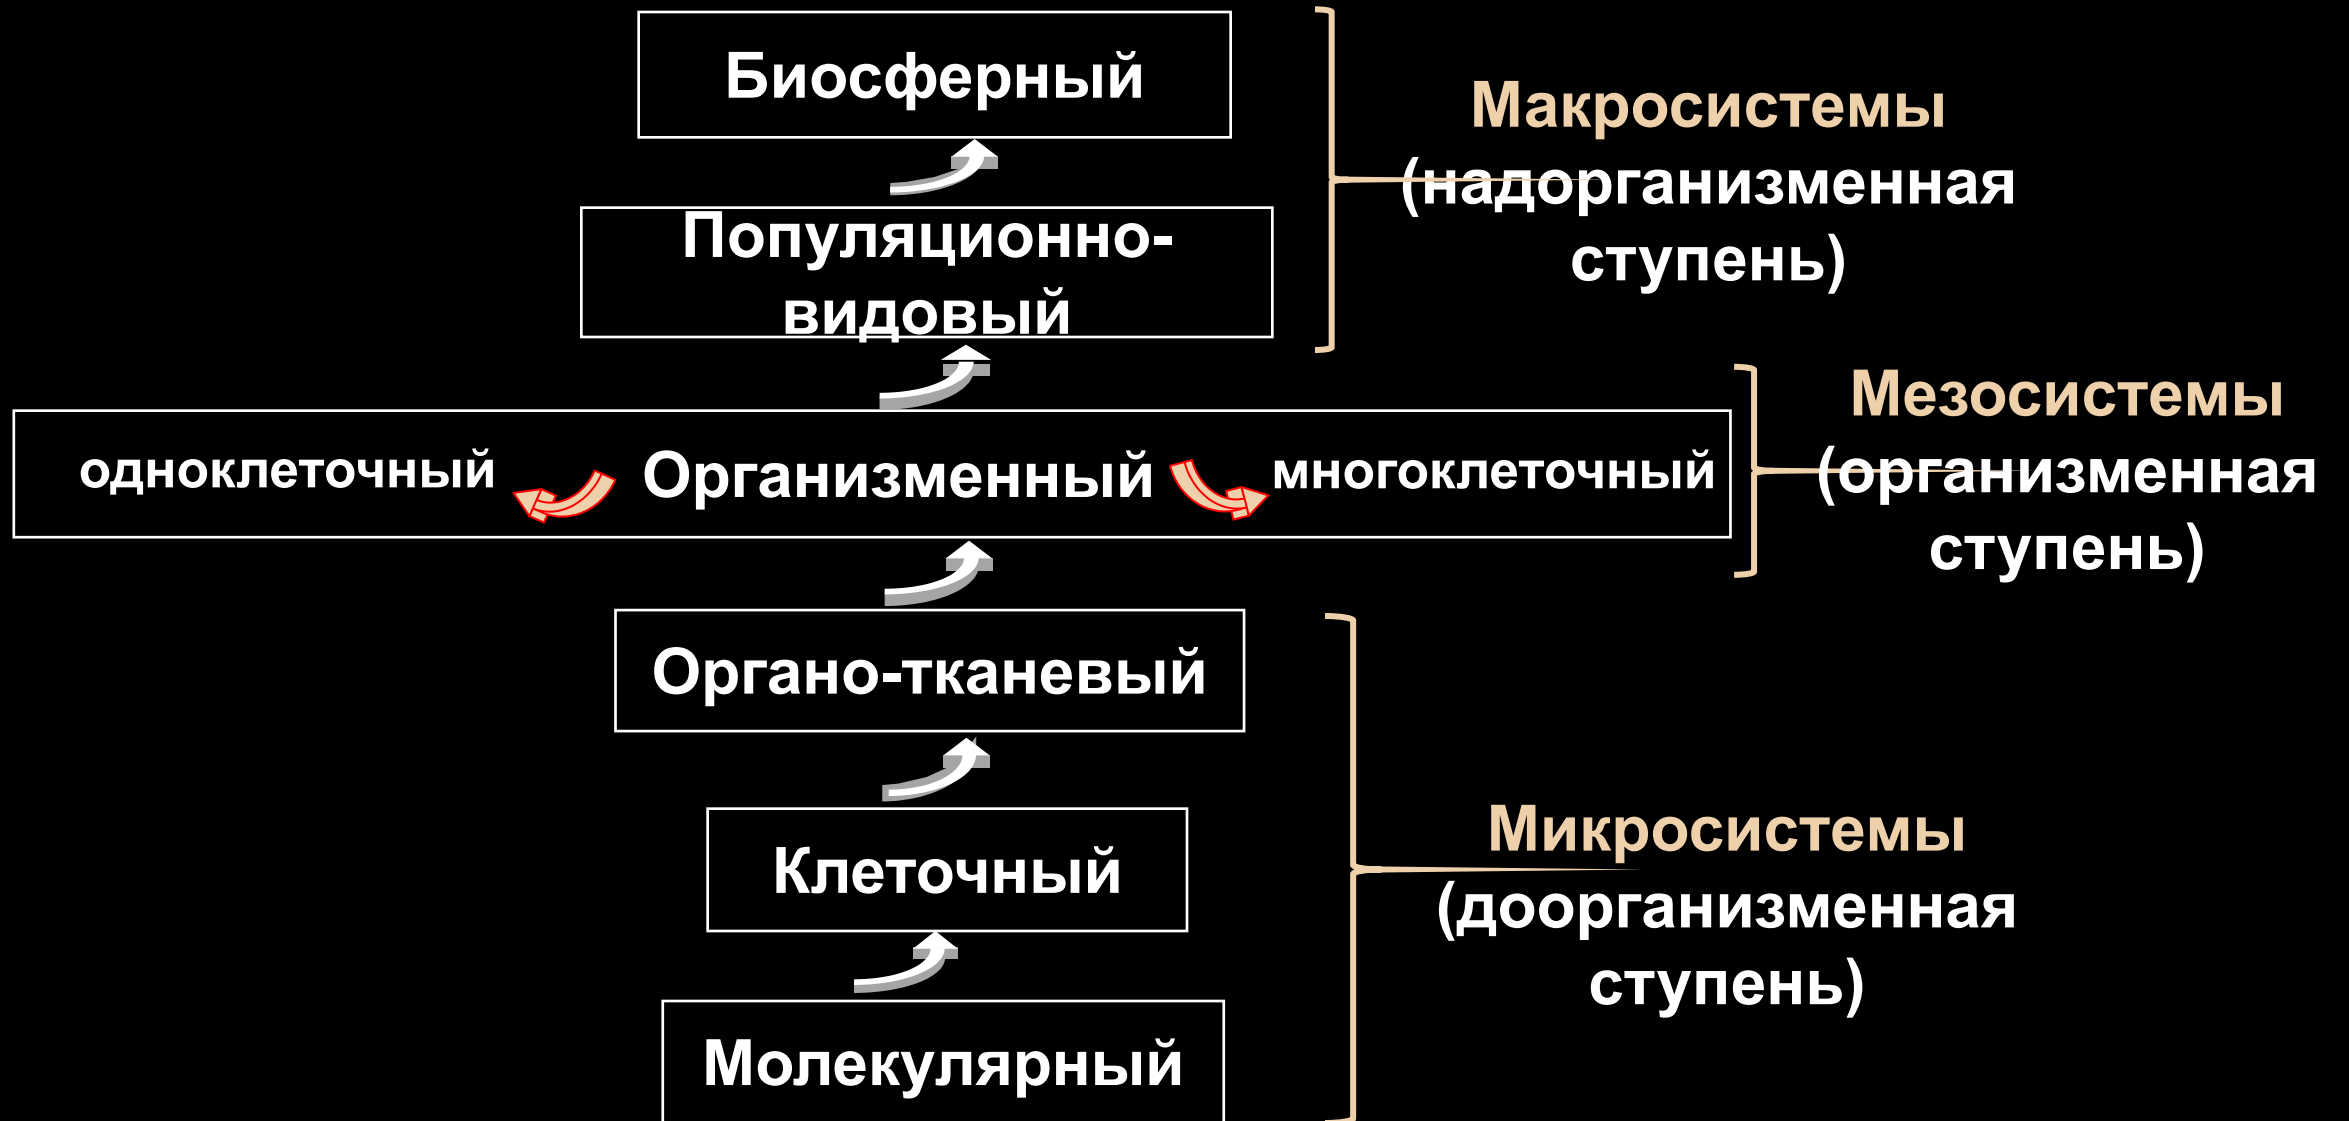 Биосферный
Макросистемы
(надорганизменная
ступень)
Популяционно-
видовый
Мезосистемы
(организменная
ступень)
одноклеточный
Организменный
многоклеточный
Органо-тканевый
Микросистемы
(доорганизменная
ступень)
Клеточный
Молекулярный